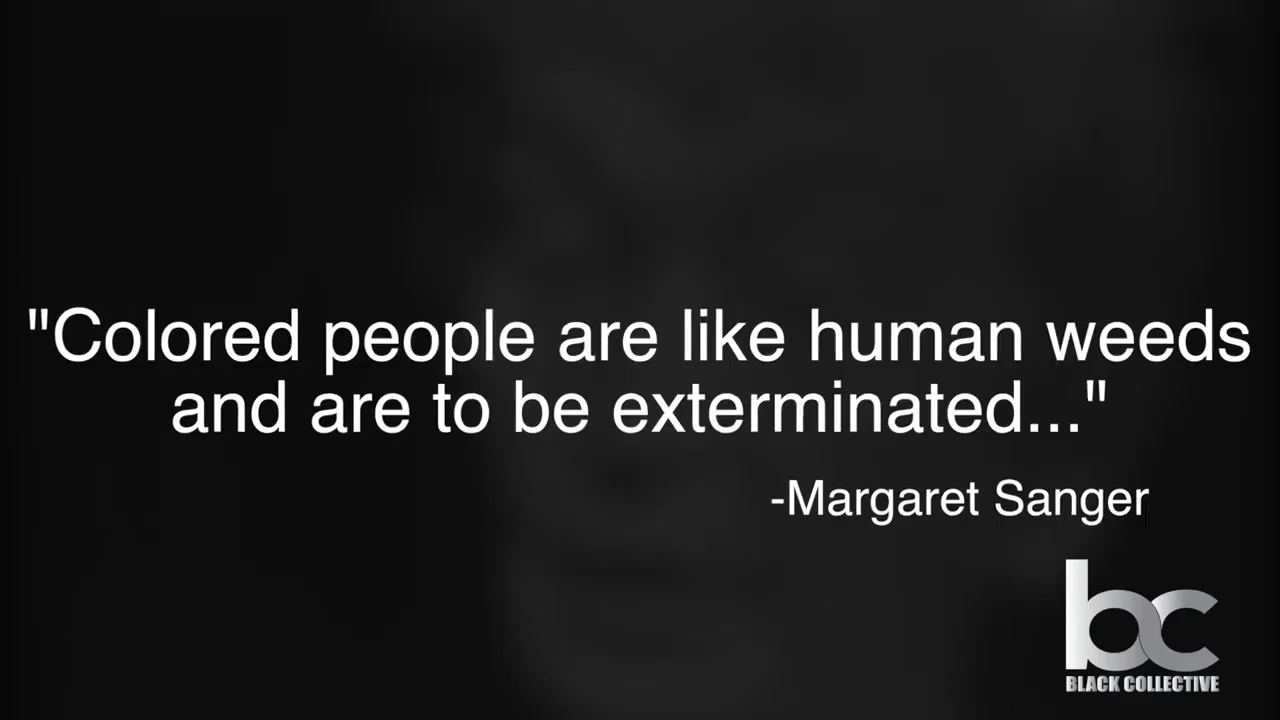 "Colored people are like human weeds
and are to be exterminated..."
-Margaret Sanger
bc
BLACK COLLECTIVE